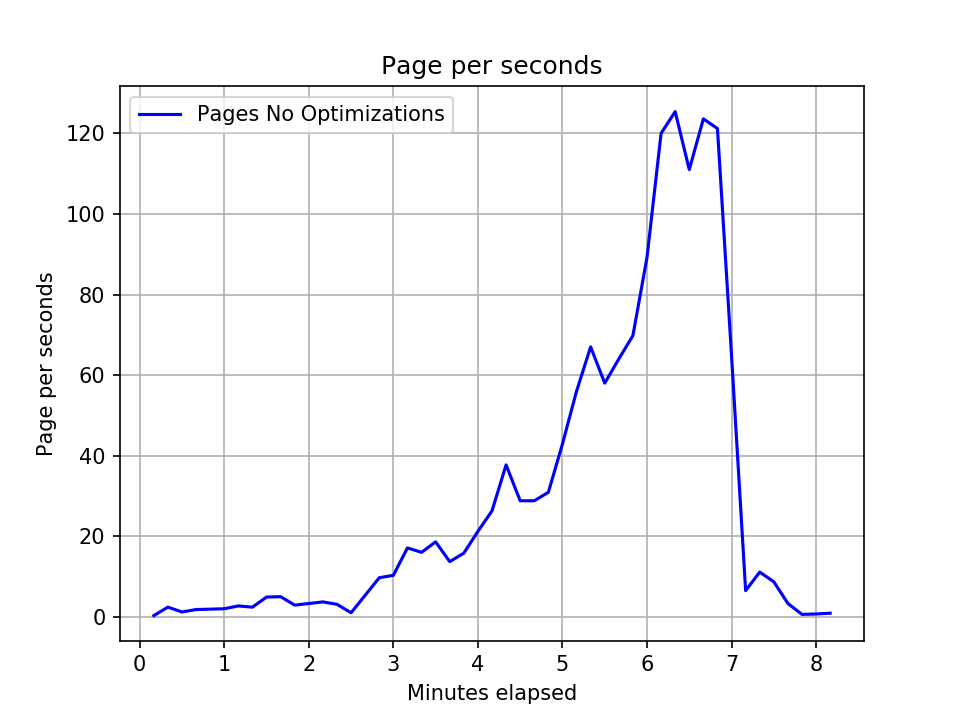 Page per seconds
Pages No Optimizations
120
100
80
60
40
20
0
Page per seconds
0 1 2 3 4 5 6 7 8
Minutes elapsed